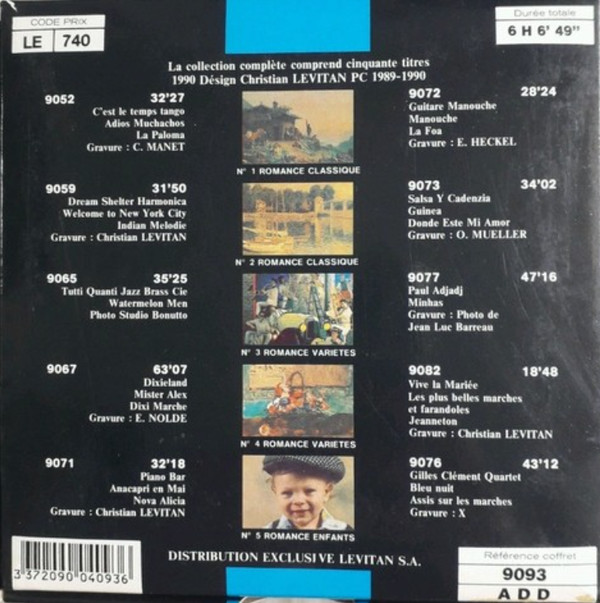 CODE PRIX
LE 740
Durée totale
6 H 6' 49"
La collection complète comprend cinquante titres
1990 Désign Christian LEVITAN PC 1989-1990
9052 32'27
C'est le temps tango
Adios Muchachos
La Paloma
Gravure : C. MANET
9059 31'50
Dream Shelter Harmonica
Welcome to New York City
Indian Melodie
Gravure : Christian LEVITAN
9065 35'25
Tutti Quanti Jazz Brass Cie
Watermelon Men
Photo Studio Bonutto
9067 63'07
Dixieland
Mister Alex
Dixi Marche
Gravure : E. NOLDE
9071 32'18
Piano Bar
Anacapri en Mai
Nova Alicia
Gravure : Christian LEVITAN
N° 1 ROMANCE CLASSIQUE
N° 2 ROMANCE CLASSIQUE
N° 3 ROMANCE VARIETES
N° 4 ROMANCE VARIETES
N° 5 ROMANCE ENFANTS
9072 28'24
Guitare Manouche
Manouche
La Foa
Gravure : E. HECKEL
9073 34'02
Salsa Y Cadenzia
Guinea
Donde Este Mi Amor
Gravure : O. MUELLER
9077 47'16
Paul Adjadj
Minhas
Gravure : Photo de
Jean Luc Barreau
9082 18'48
Vive la Mariée
Les plus belles marches
et farandoles
Jeanneton
Gravure : Christian LEVITAN
9076 43'12
Gilles Clément Quartet
Bleu nuit
Assis sur les marches
Gravure : X
DISTRIBUTION EXCLUSIVE LEVITAN S.A.
3 372090 040936
Référence coffret
9093
A D D